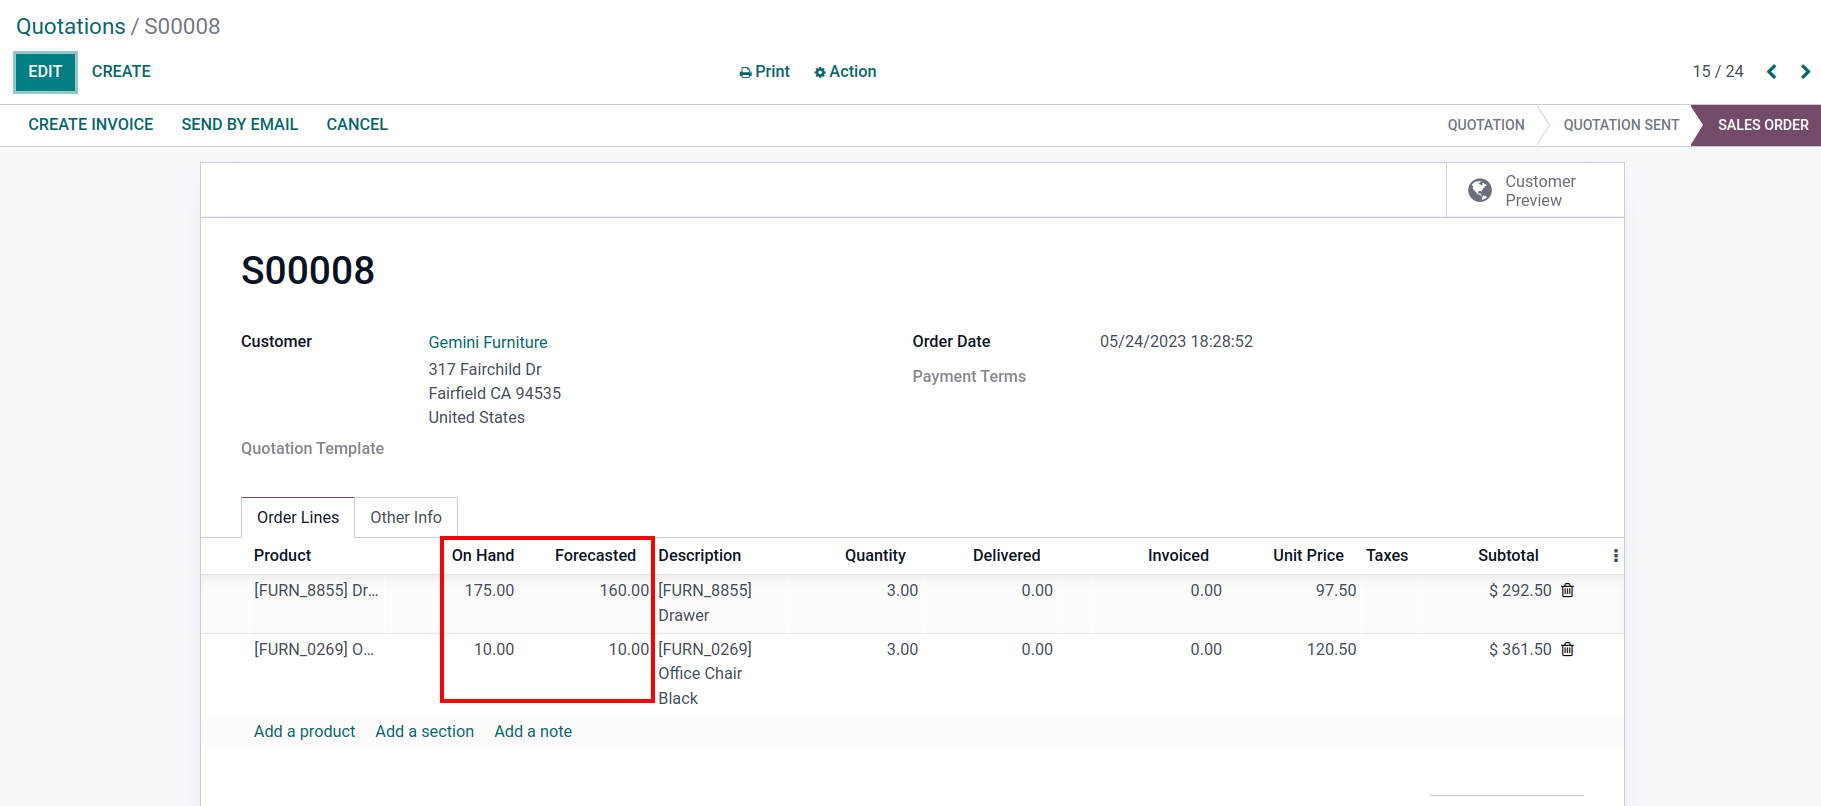 Quotations / S00008
EDIT CREATE Print Action 15 / 24
CREATE INVOICE SEND BY EMAIL CANCEL QUOTATION QUOTATION SENT SALES ORDER
Customer
Preview
S00008
Customer Gemini Furniture Order Date 05/24/2023 18:28:52
317 Fairchild Dr Payment Terms
Fairfield CA 94535
United States
Quotation Template
Order Lines Other Info
Product On Hand Forecasted Description Quantity Delivered Invoiced Unit Price Taxes Subtotal
[FURN_8855] Dr... 175.00 160.00 [FURN_8855] 3.00 0.00 0.00 97.50 $ 292.50
Drawer
[FURN_0269] O... 10.00 10.00 [FURN_0269] 3.00 0.00 0.00 120.50 $ 361.50
Office Chair
Black
Add a product Add a section Add a note